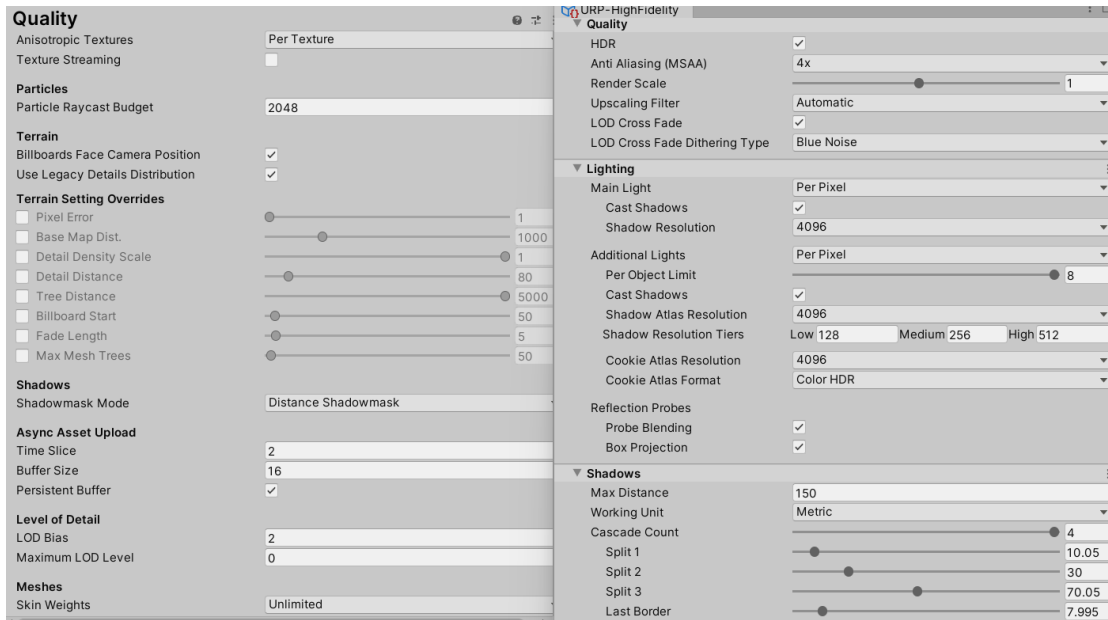 Quality
Anisotropic Textures Per Texture
Texture Streaming
Particles
Particle Raycast Budget 2048
Terrain
Billboards Face Camera Position
Use Legacy Details Distribution
Terrain Setting Overrides
Pixel Error 1
Base Map Dist. 1000
Detail Density Scale 1
Detail Distance 80
Tree Distance 5000
Billboard Start 50
Fade Length 5
Max Mesh Trees 50
Shadows
Shadowmask Mode Distance Shadowmask
Async Asset Upload
Time Slice 2
Buffer Size 16
Persistent Buffer
Level of Detail
LOD Bias 2
Maximum LOD Level 0
Meshes
Skin Weights Unlimited
URP-HighFidelity
Quality
HDR
Anti Aliasing (MSAA) 4x
Render Scale 1
Upscaling Filter Automatic
LOD Cross Fade
LOD Cross Fade Dithering Type Blue Noise
Lighting
Main Light Per Pixel
Cast Shadows
Shadow Resolution 4096
Additional Lights Per Pixel
Per Object Limit 8
Cast Shadows
Shadow Atlas Resolution 4096
Shadow Resolution Tiers Low 128 Medium 256 High 512
Cookie Atlas Resolution 4096
Cookie Atlas Format Color HDR
Reflection Probes
Probe Blending
Box Projection
Shadows
Max Distance 150
Working Unit Metric
Cascade Count 4
Split 1 10.05
Split 2 30
Split 3 70.05
Last Border 7.995